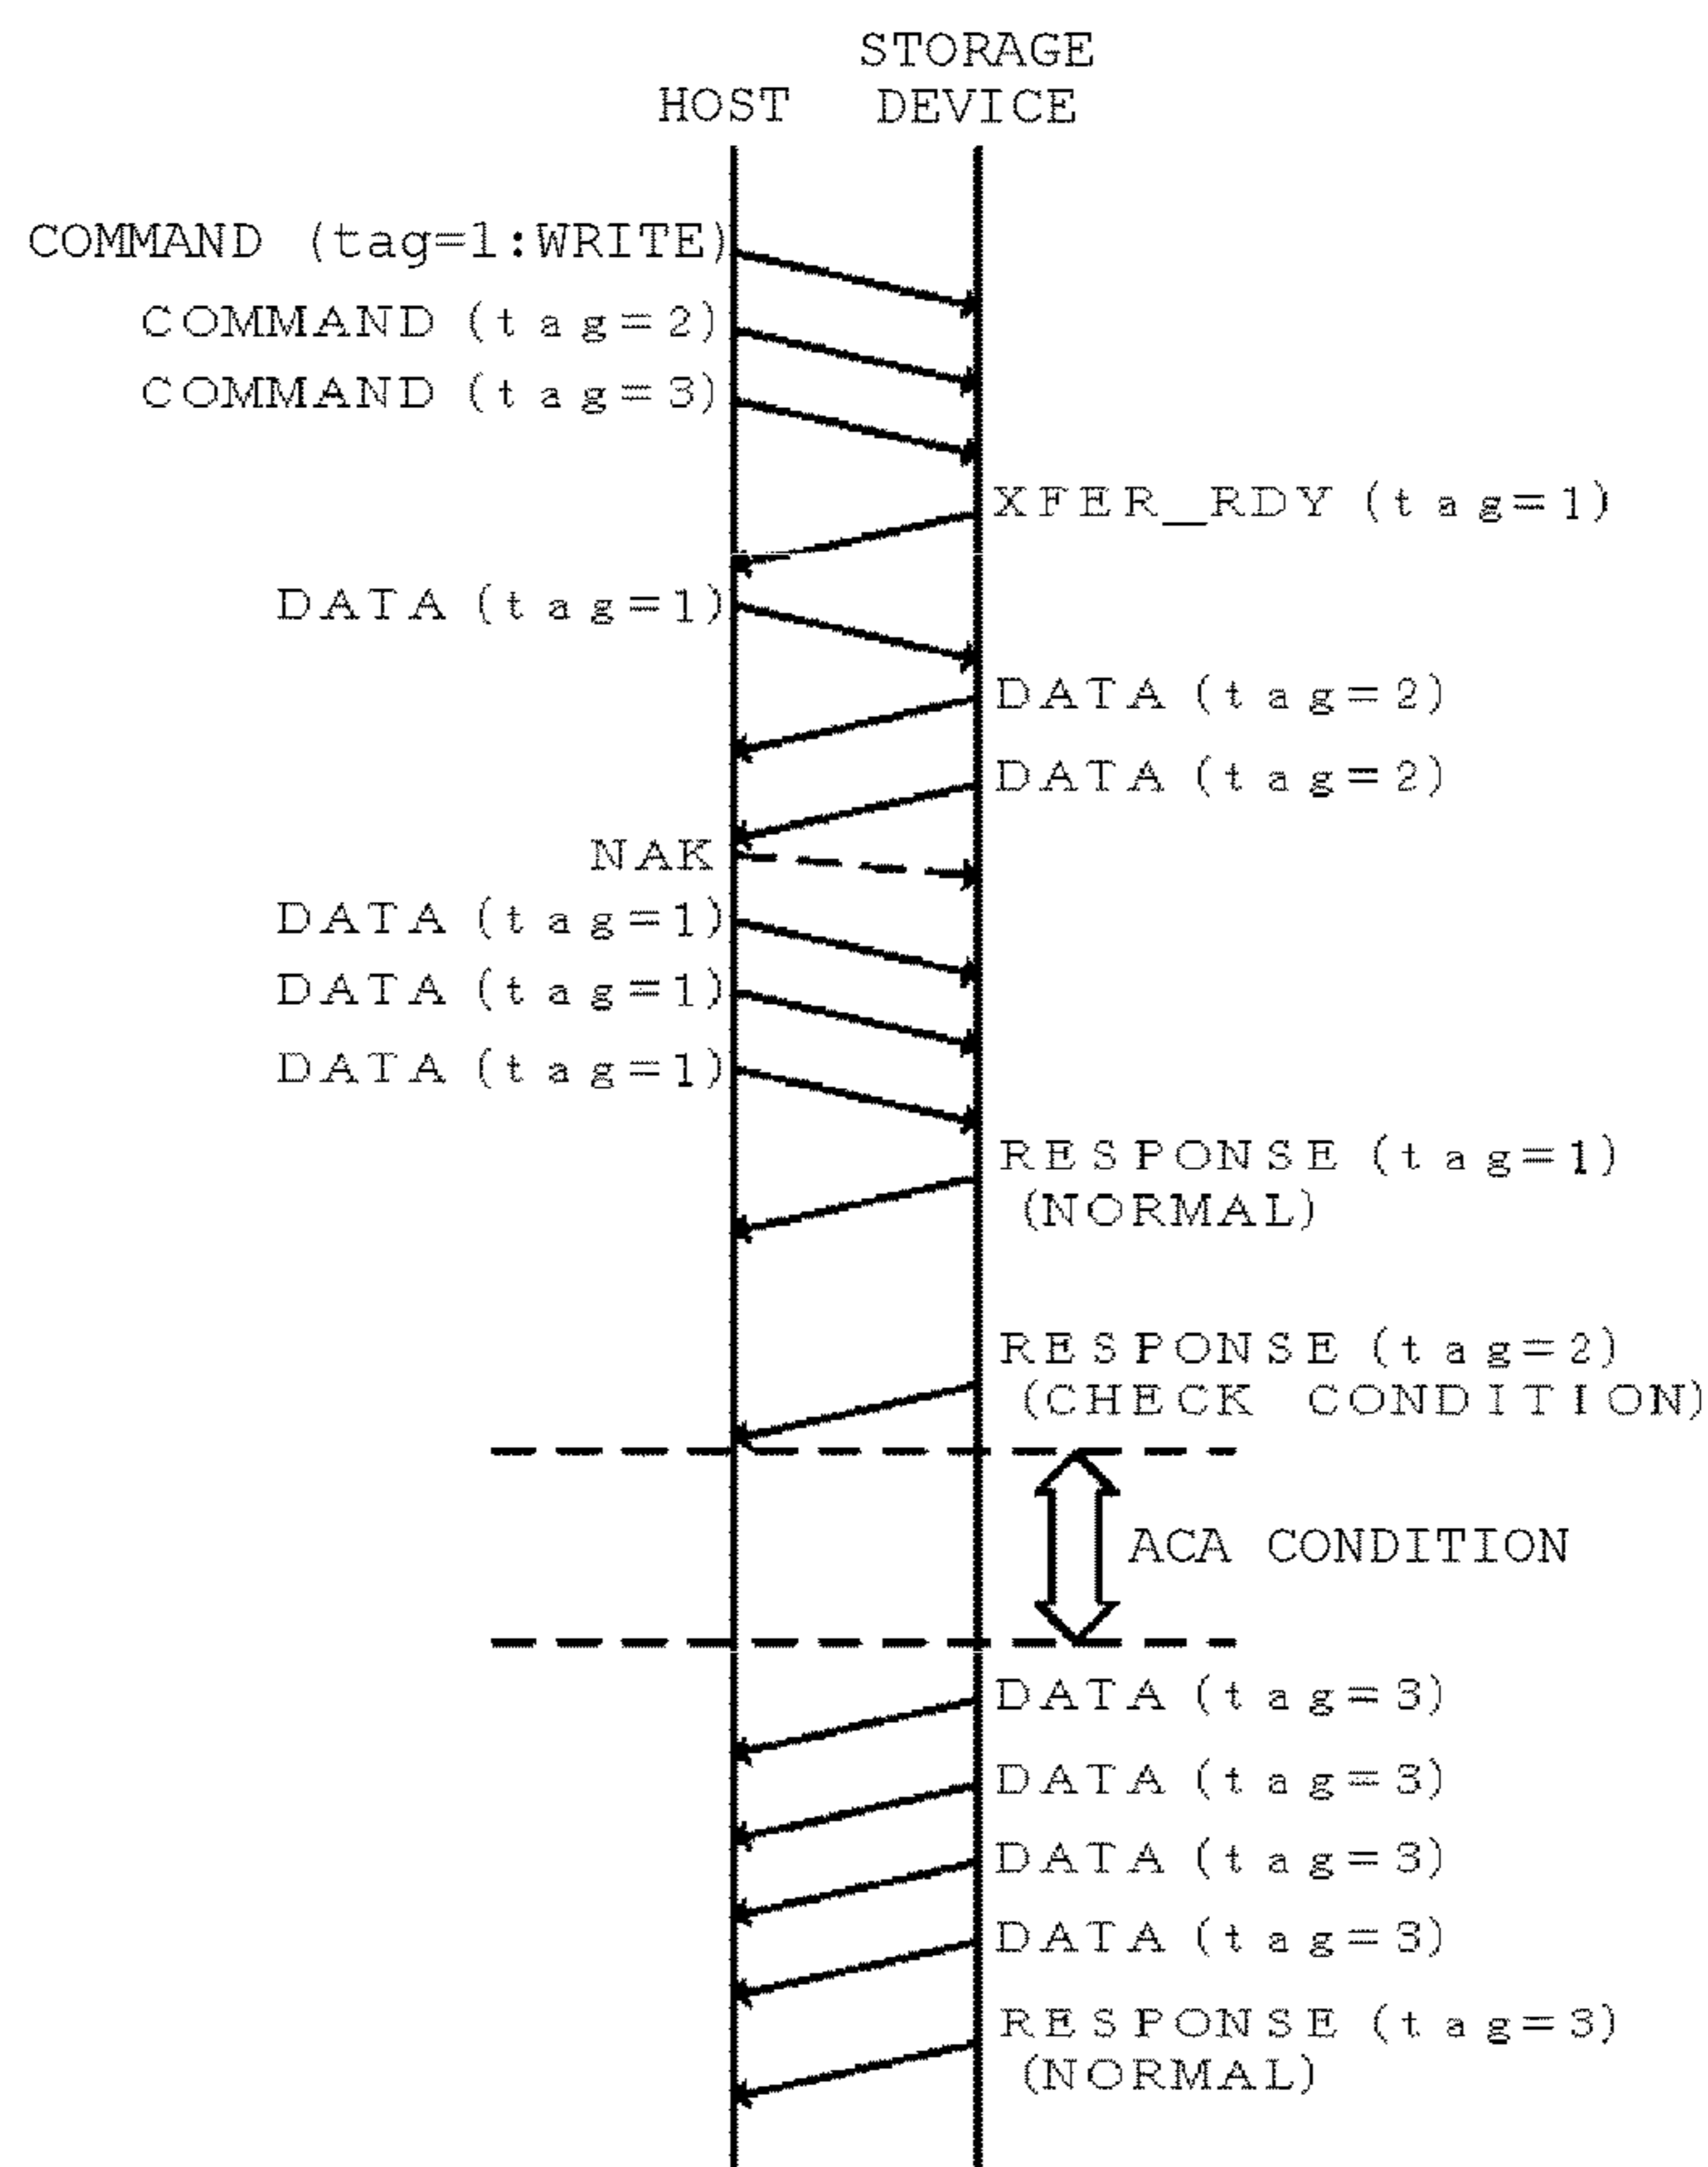 STORAGE
HOST DEVICE
COMMAND (tag=1:WRITE)
COMMAND (tag=2)
COMMAND (tag=3)
XFER_RDY (tag=1)
DATA (tag=1)
DATA (tag=2)
DATA (tag=2)
NAK
DATA (tag=1)
DATA (tag=1)
DATA (tag=1)
RESPONSE (tag=1)
(NORMAL)
RESPONSE (tag=2)
(CHECK CONDITION)
ACA CONDITION
DATA (tag=3)
DATA (tag=3)
DATA (tag=3)
DATA (tag=3)
RESPONSE (tag=3)
(NORMAL)